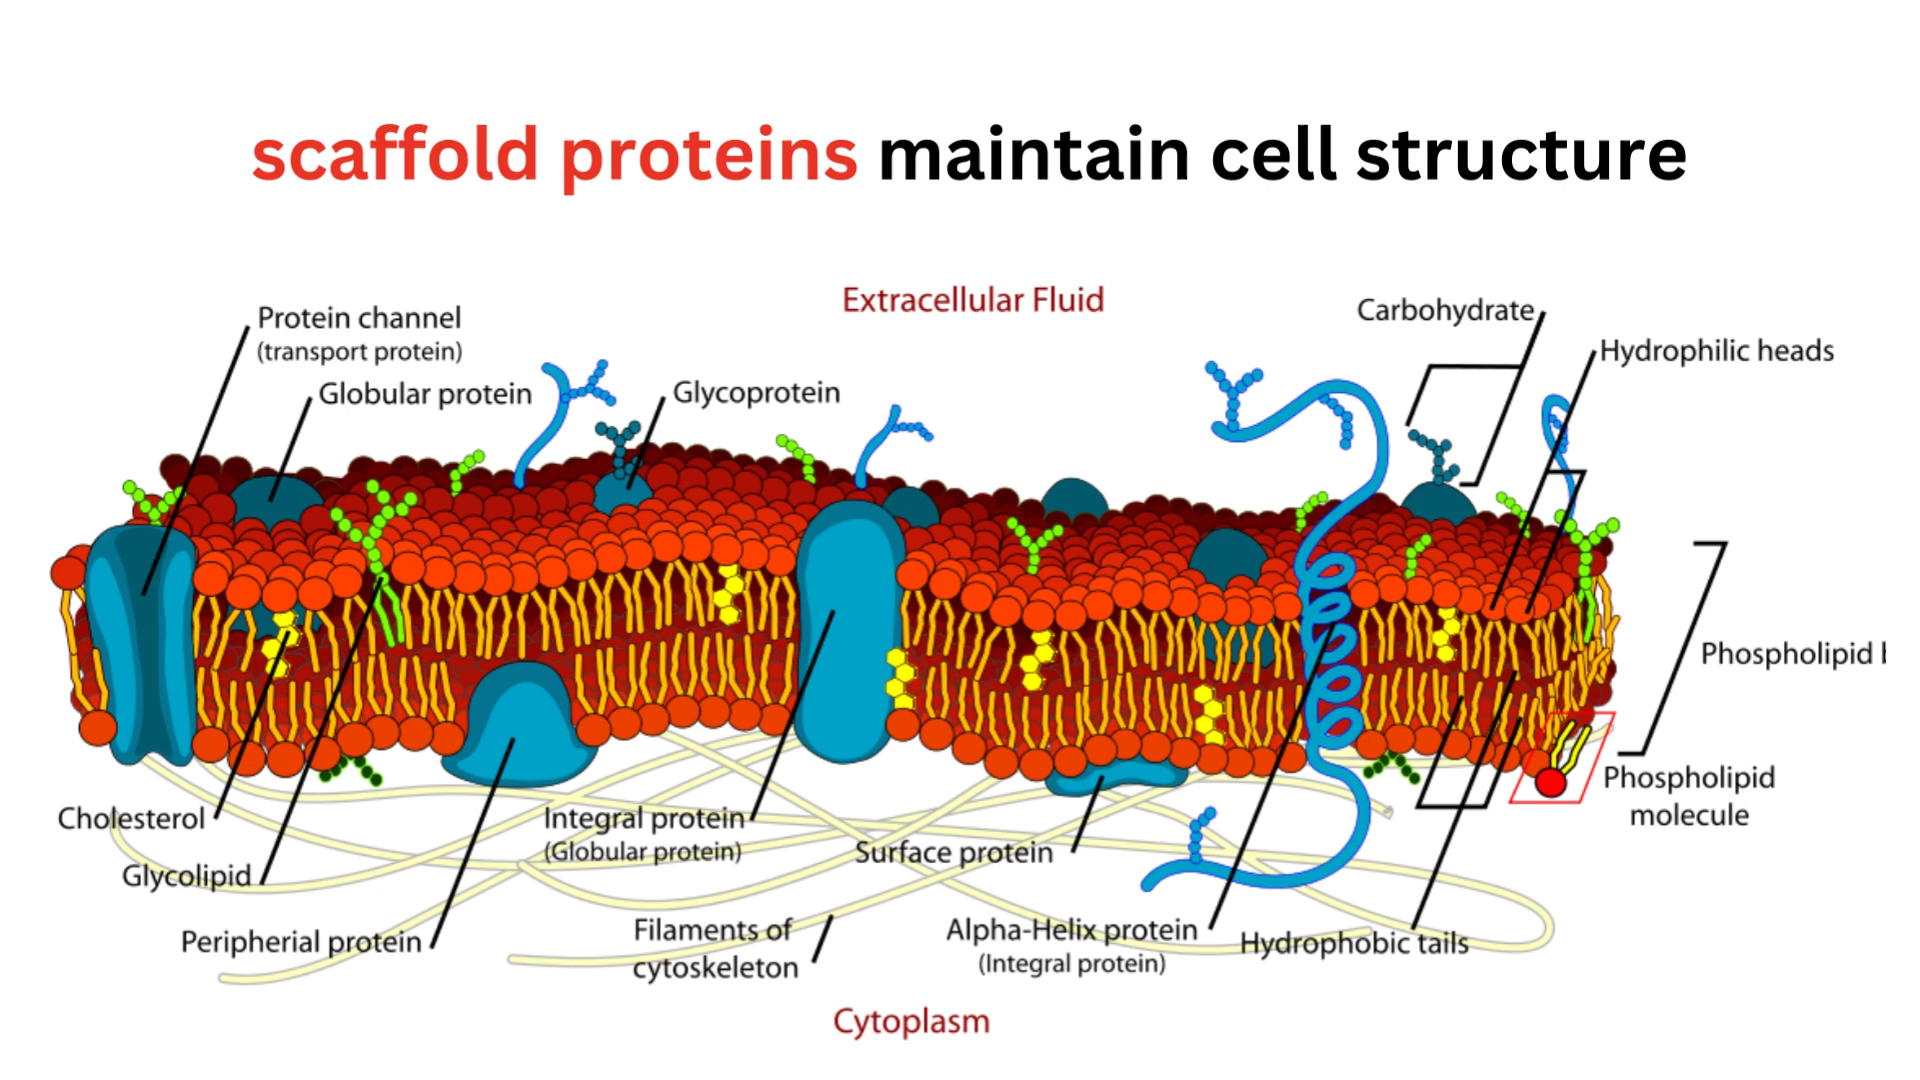 scaffold proteins maintain cell structure
Extracellular Fluid
Carbohydrate
Protein channel
(transport protein)
Hydrophilic heads
Globular protein
Glycoprotein
Phospholipid
Phospholipid
molecule
Cholesterol
Integral protein
(Globular protein)
Surface protein
Glycolipid
Peripherial protein
Filaments of
cytoskeleton
Alpha-Helix protein
(Integral protein)
Hydrophobic tails
Cytoplasm